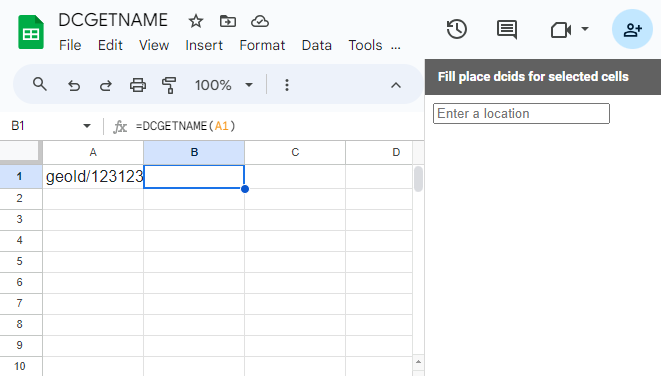 DCGETNAME
File Edit View Insert Format Data Tools ...
100%
Fill place dcids for selected cells
Enter a location
B1 fx =DCGETNAME(A1)
A B C D
1 geoId/123123
2
3
4
5
6
7
8
9
10